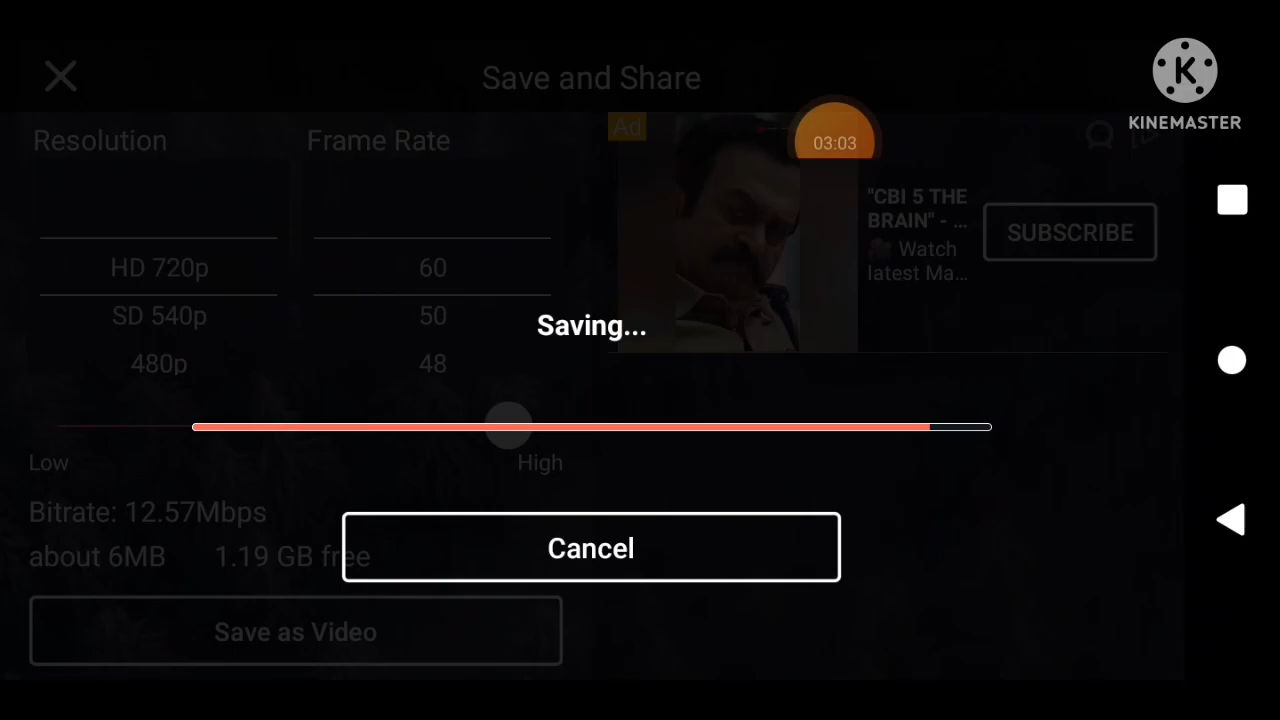 Save and Share
KINEMASTER
Resolution
Frame Rate
Ad
03:03
"CBI 5 THE
BRAIN" - ...
Watch
latest Ma...
SUBSCRIBE
HD 720p
60
SD 540p
50
480p
48
Saving...
Low
High
Bitrate: 12.57Mbps
about 6MB
1.19 GB free
Cancel
Save as Video